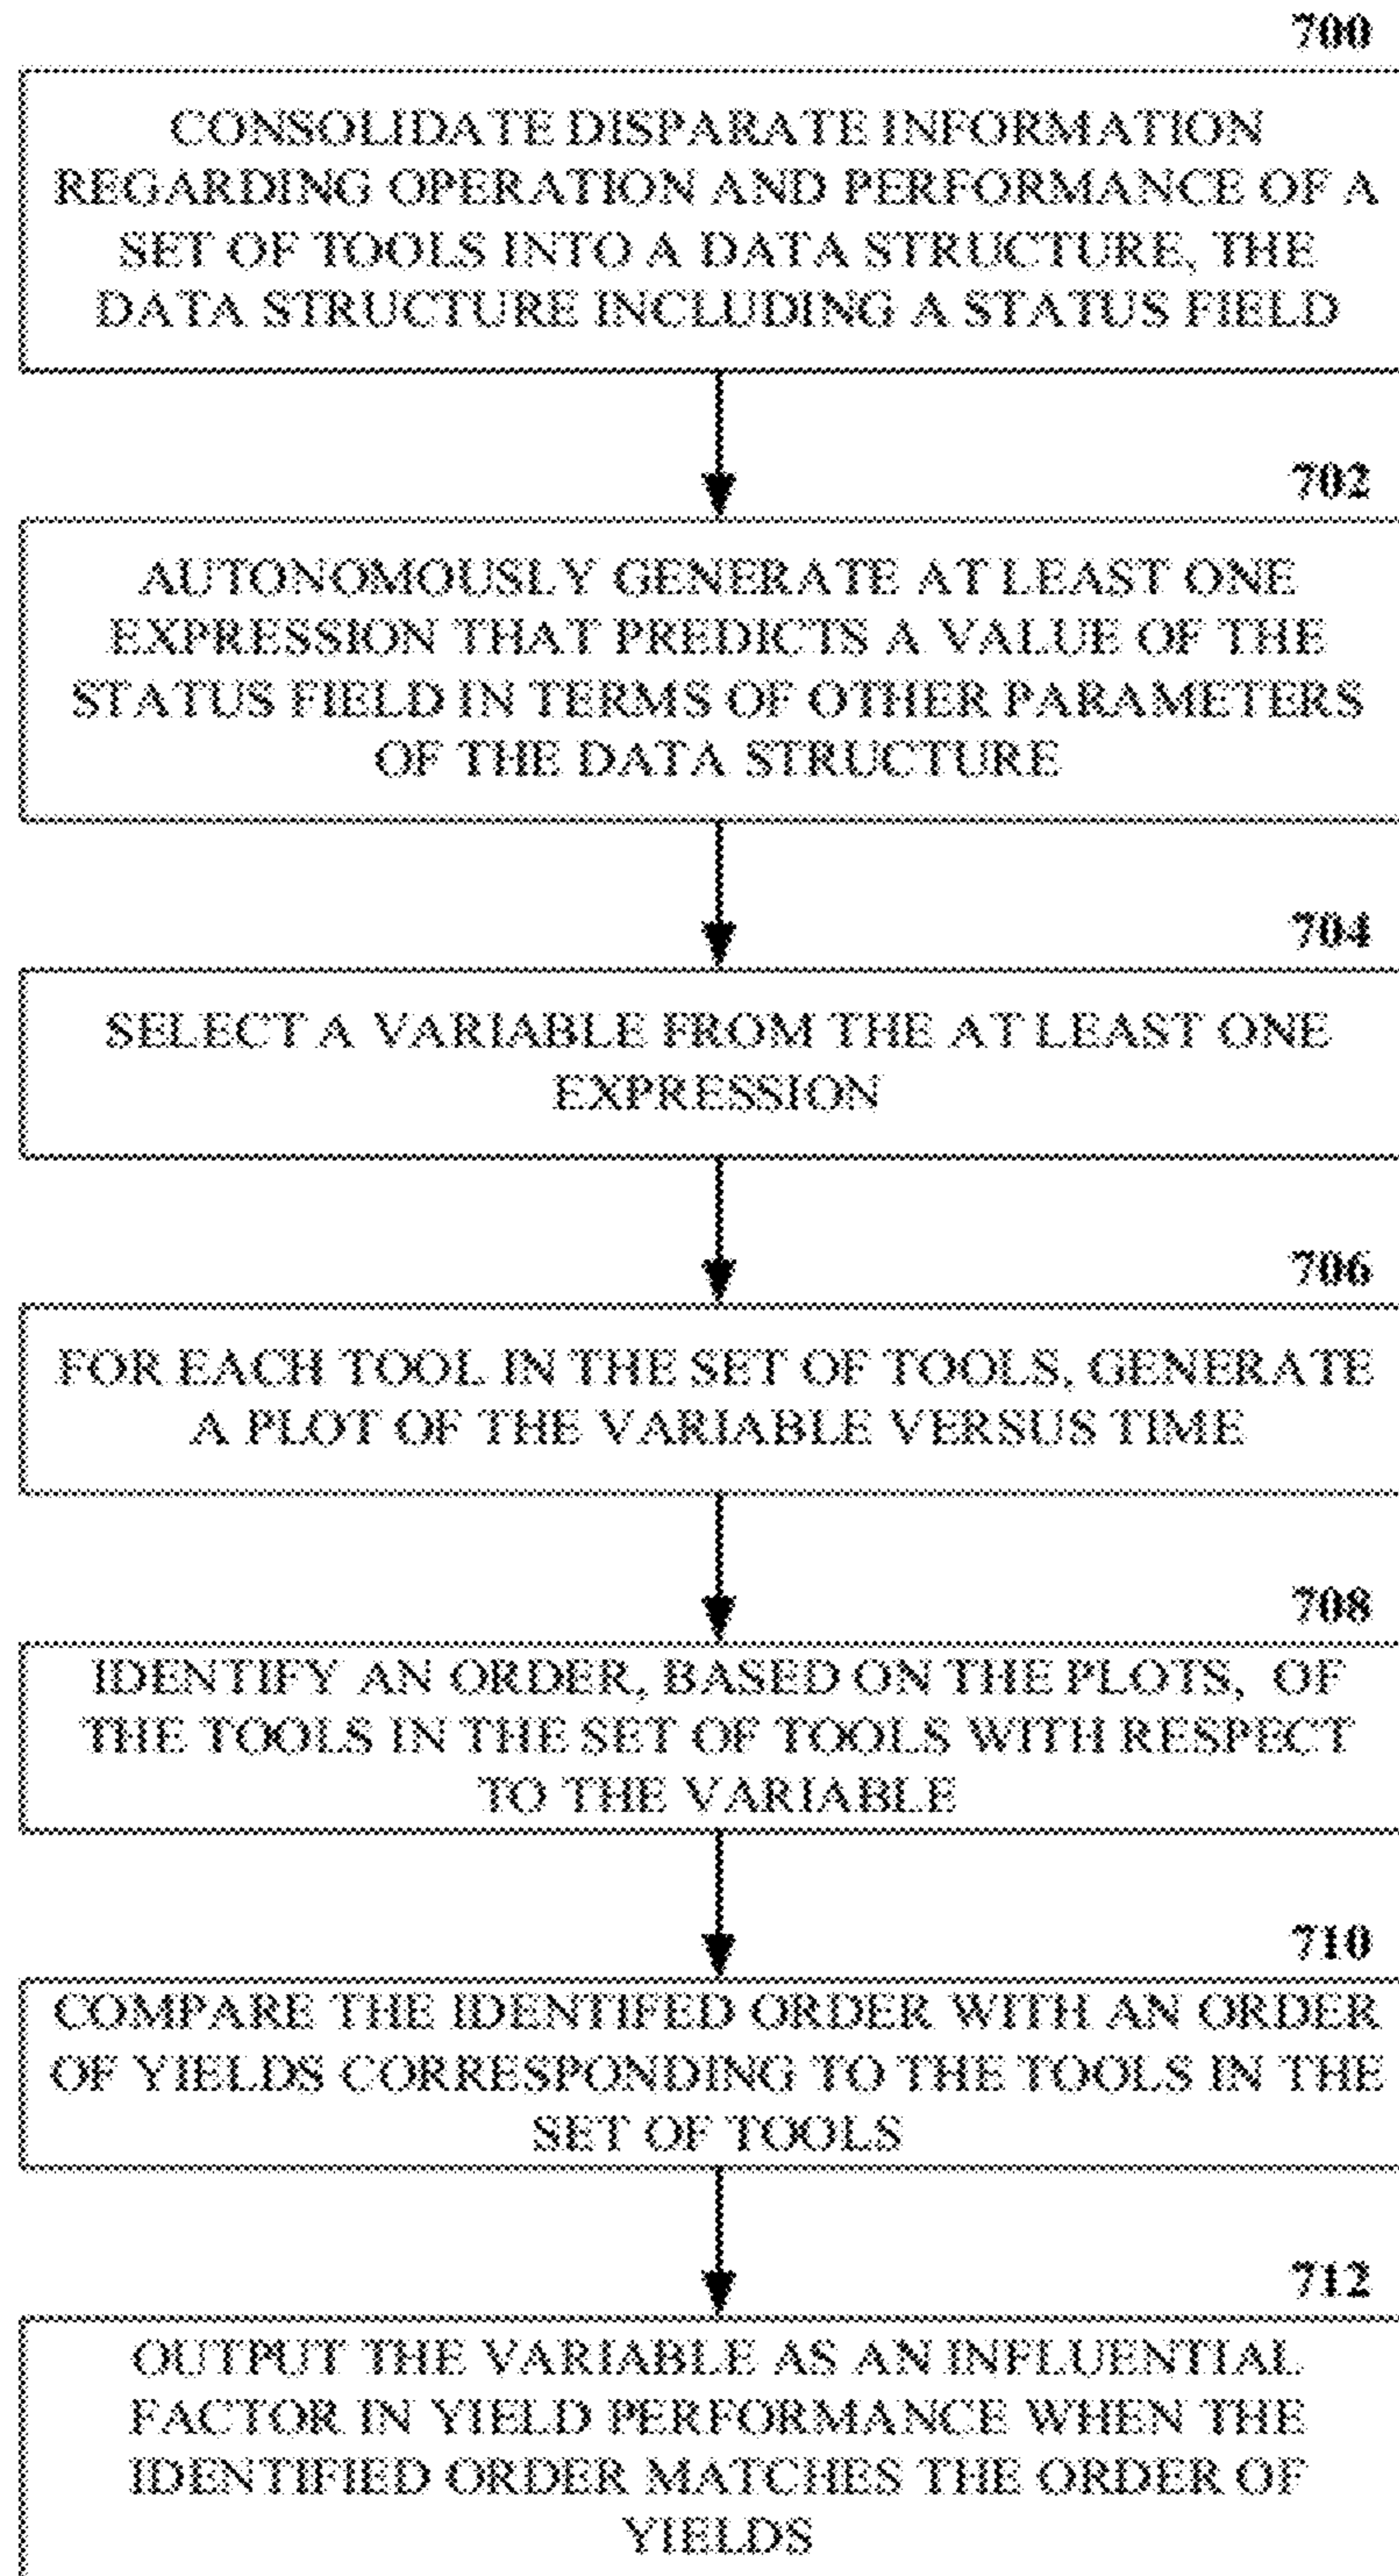 700
CONSOLIDATE DISPARATE INFORMATION
REGARDING OPERATION AND PERFORMANCE OF A
SET OF TOOLS INTO A DATA STRUCTURE, THE
DATA STRUCTURE INCLUDING A STATUS FIELD
702
AUTONOMOUSLY GENERATE AT LEAST ONE
EXPRESSION THAT PREDICTS A VALUE OF THE
STATUS FIELD IN TERMS OF OTHER PARAMETERS
OF THE DATA STRUCTURE
704
SELECT A VARIABLE FROM THE AT LEAST ONE
EXPRESSION
706
FOR EACH TOOL IN THE SET OF TOOLS, GENERATE
A PLOT OF THE VARIABLE VERSUS TIME
708
IDENTIFY AN ORDER, BASED ON THE PLOTS, OF
THE TOOLS IN THE SET OF TOOLS WITH RESPECT
TO THE VARIABLE
710
COMPARE THE IDENTIFED ORDER WITH AN ORDER
OF YIELDS CORRESPONDING TO THE TOOLS IN THE
SET OF TOOLS
712
OUTPUT THE VARIABLE AS AN INFLUENTIAL
FACTOR IN YIELD PERFORMANCE WHEN THE
IDENTIFIED ORDER MATCHES THE ORDER OF
YIELDS